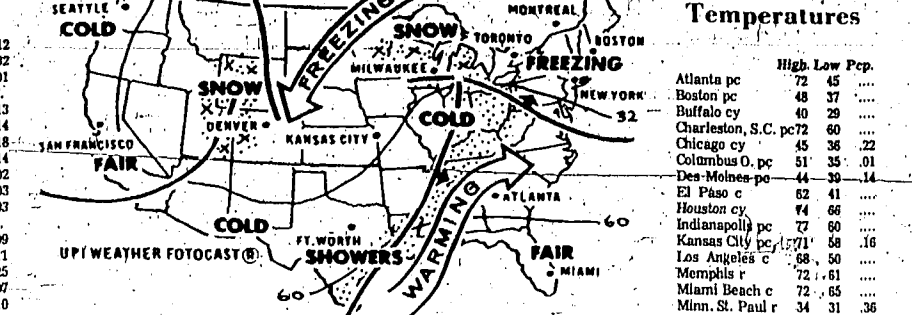 SEATTLE
COLD
FREEZING
SNOW
MONTREAL
TORONTO
BOSTON
MILWAUKEE
FREEZING
SNOW
NEW YORK
COLD
32
DENVER
KANSAS CITY
SAN FRANCISCO
FAIR
WARMING
ATLANTA
COLD
60
UPI WEATHER FOTOCAST ®
FT. WORTH
SHOWERS
FAIR
MIAMI
60
Temperatures
High Low Pcp.
Atlanta pc 72 45 ....
Boston pc 48 37 ....
Buffalo cy 40 29 ....
Charleston, S.C. pc 72 60 ....
Chicago cy 45 36 .22
Columbus O. pc 51 35 .01
Des Moines pc 44 39 .14
El Paso c 62 41 ....
Houston cy 74 66 ....
Indianapolis pc 77 60 ....
Kansas City pc 71 58 .16
Los Angeles c 68 50 ....
Memphis r 72 61 ....
Miami Beach c 72 65 ....
Minn. St. Paul r 34 31 .36